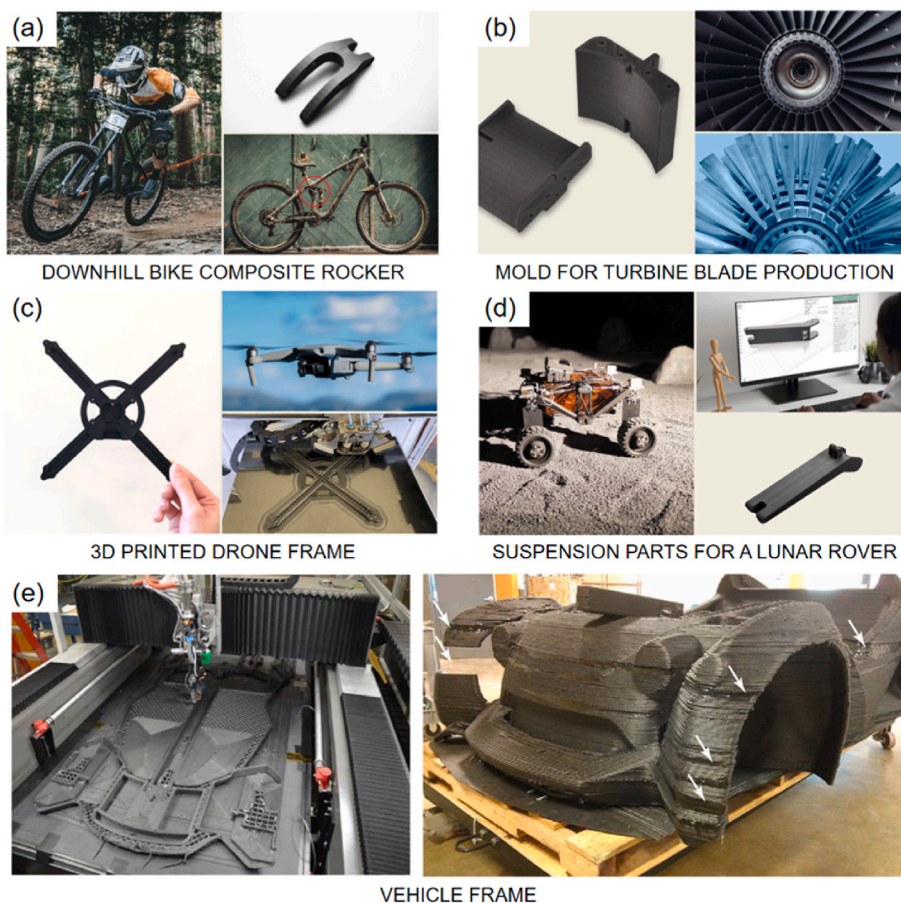 (a)
(b)
DOWNHILL BIKE COMPOSITE ROCKER
MOLD FOR TURBINE BLADE PRODUCTION
(c)
(d)
3D PRINTED DRONE FRAME
SUSPENSION PARTS FOR A LUNAR ROVER
(e)
VEHICLE FRAME